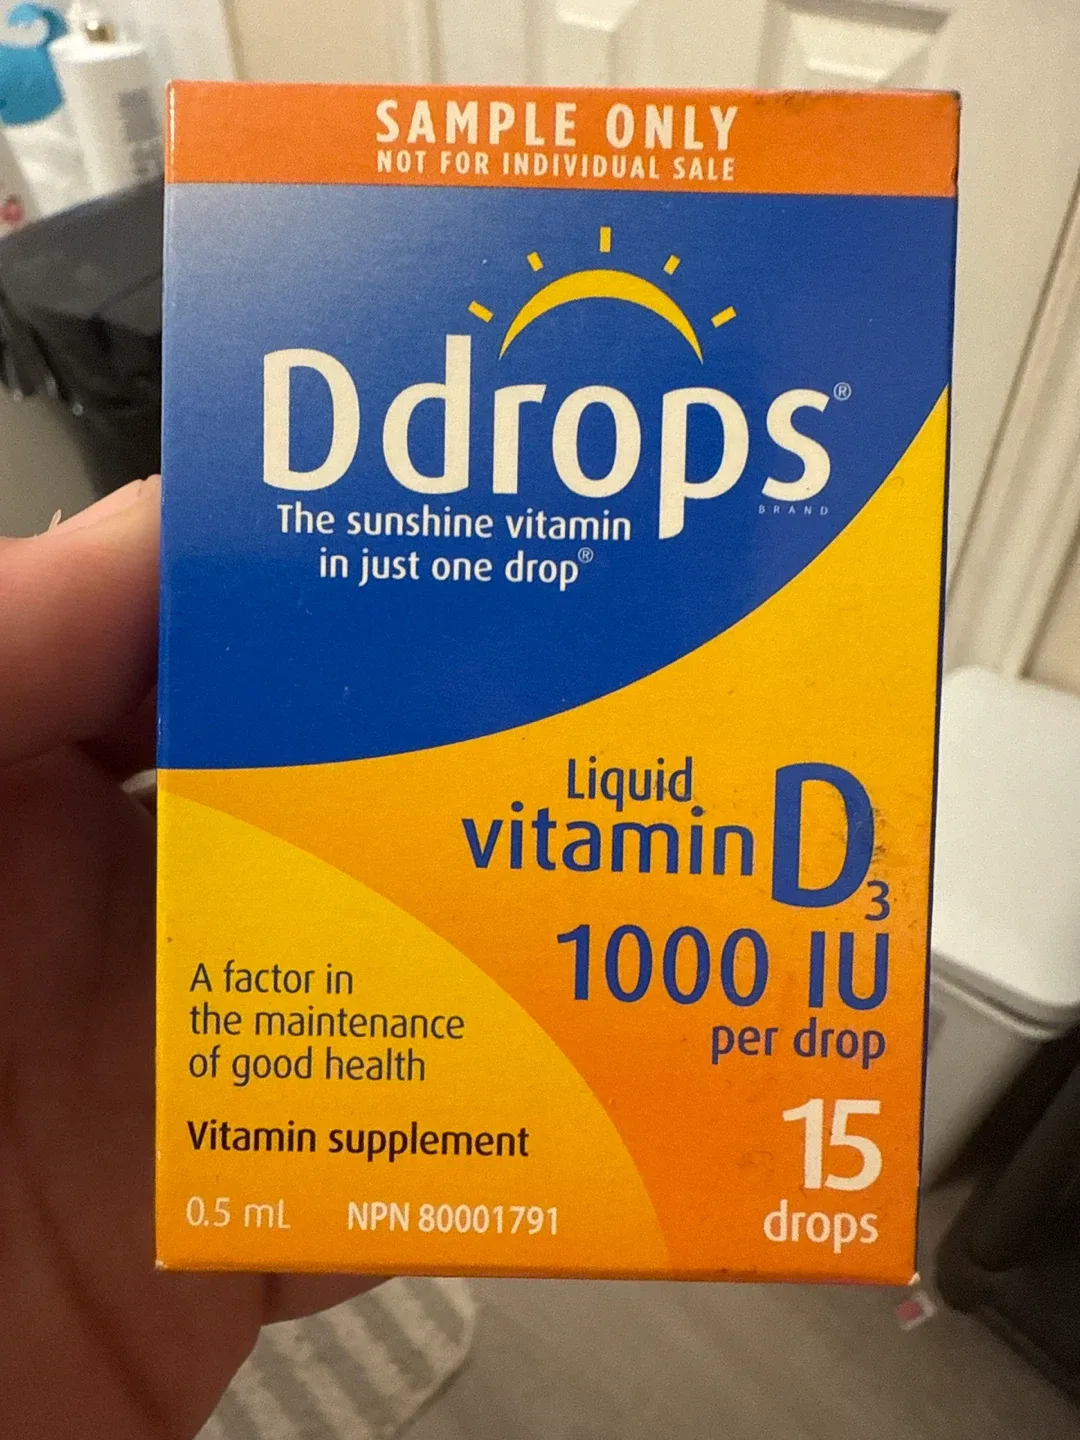 SAMPLE ONLY
NOT FOR INDIVIDUAL SALE
Ddrops®
BRAND
The sunshine vitamin
in just one drop®
Liquid
vitamin D3
1000 IU
per drop
A factor in
the maintenance
of good health
Vitamin supplement
15
drops
0.5 mL NPN 80001791